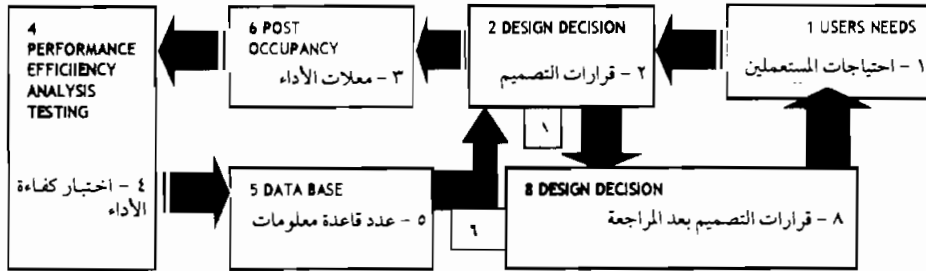 4
PERFORMANCE
EFFICIIENCY
ANALYSIS
TESTING
٤ - اختبار كفاءة
الأداء
6 POST
OCCUPANCY
٣ - معلات الأداء
2 DESIGN DECISION
٢ - قرارات التصميم
1 USERS NEEDS
١ - احتياجات المستعملين
١
5 DATA BASE
٥ - عدد قاعدة معلومات
٦
8 DESIGN DECISION
٨ - قرارات التصميم بعد المراجعة